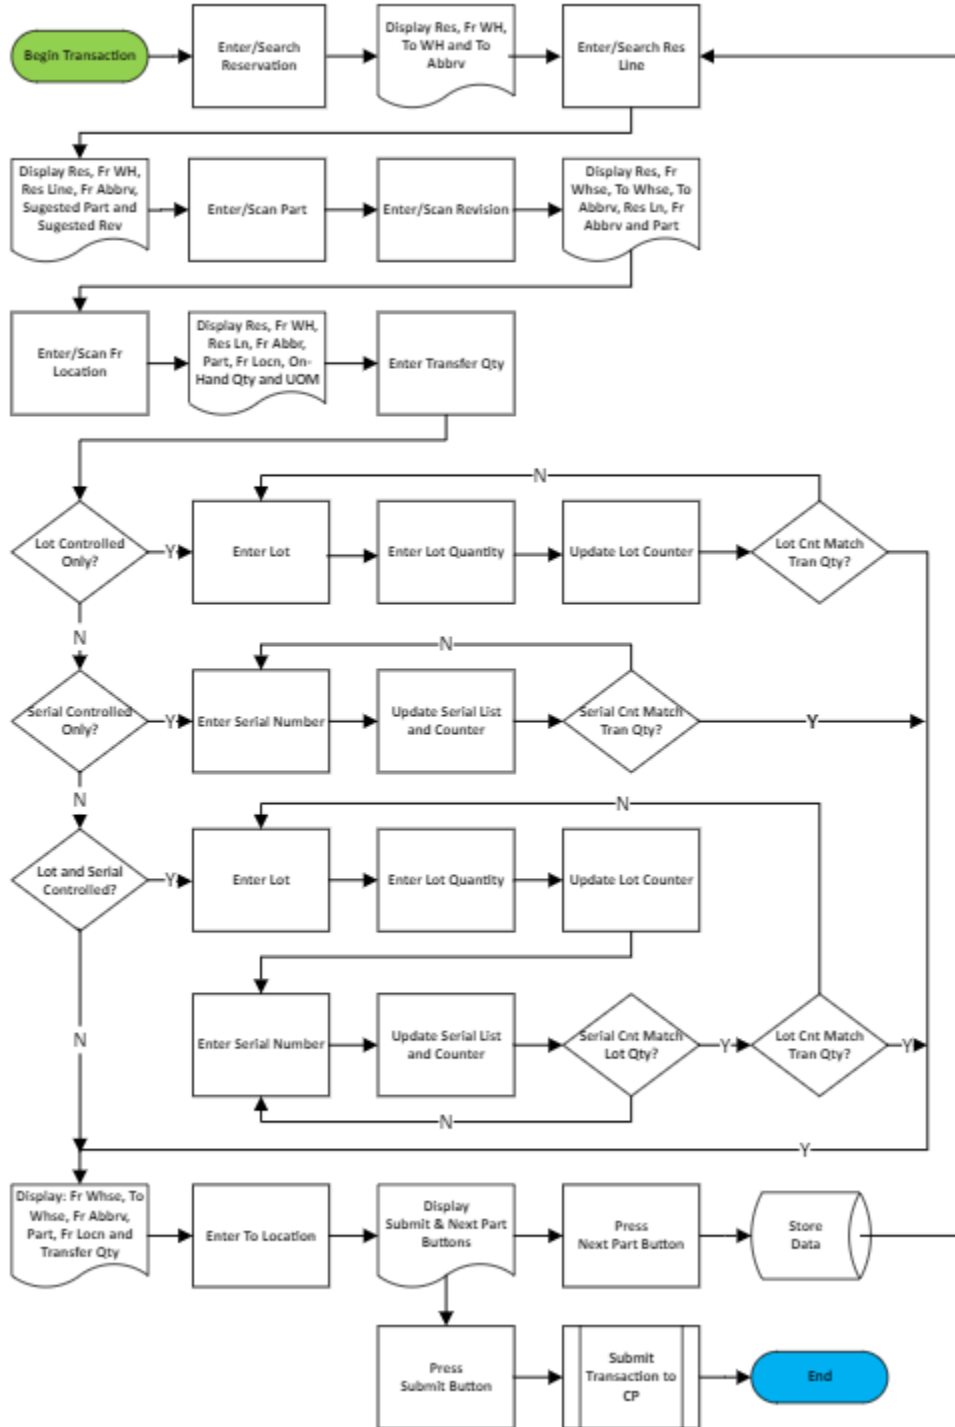 Begin Transaction
Enter/Search
Reservation
Display Res, Fr WH,
To WH and To
Abbrv
Enter/Search Res
Line
Display Res, Fr WH,
Res Line, Fr Abbrv,
Sugested Part and
Sugested Rev
Enter/Scan Part
Enter/Scan Revision
Display Res, Fr
Whse, To Whse, To
Abbrv, Res Ln, Fr
Abbrv and Part
Enter/Scan Fr
Location
Display Res, Fr WH,
Res Ln, Fr Abbr,
Part, Fr Locn, On-
Hand Qty and UOM
Enter Transfer Qty
N
Lot Controlled
Only?
Y
Enter Lot
Enter Lot Quantity
Update Lot Counter
Lot Cnt Match
Tran Qty?
N
N
Serial Controlled
Only?
Y
Enter Serial Number
Update Serial List
and Counter
Serial Cnt Match
Tran Qty?
Y
N
N
Lot and Serial
Controlled?
Y
Enter Lot
Enter Lot Quantity
Update Lot Counter
N
Enter Serial Number
Update Serial List
and Counter
Serial Cnt Match
Lot Qty?
Y
Lot Cnt Match
Tran Qty?
Y
N
Y
Display: Fr Whse, To
Whse, Fr Abbrv,
Part, Fr Locn and
Transfer Qty
Enter To Location
Display
Submit & Next Part
Buttons
Press
Next Part Button
Store
Data
Press
Submit Button
Submit
Transaction to
CP
End